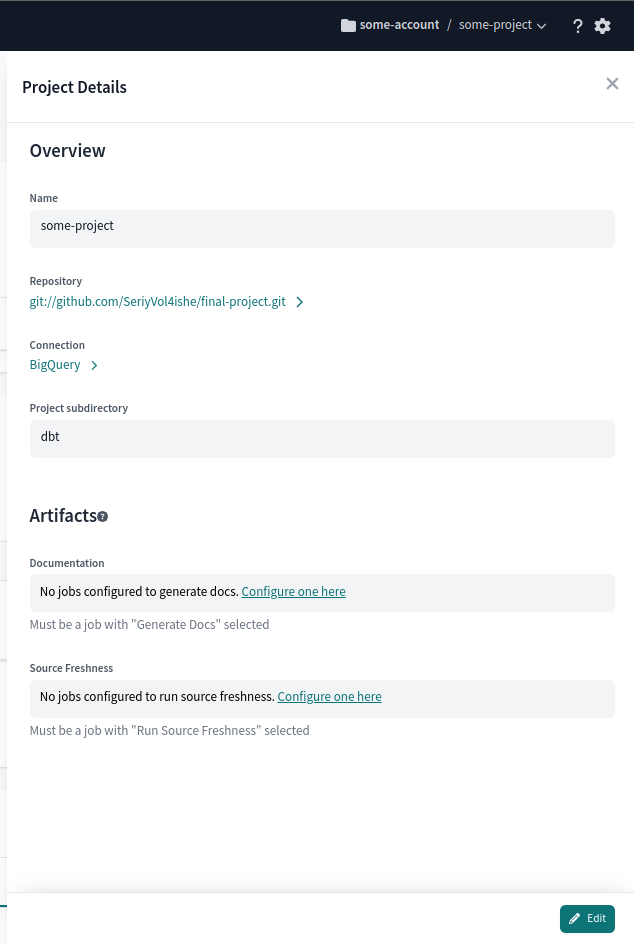 some-account / some-project
?
Project Details
Overview
Name
some-project
Repository
git://github.com/SeriyVol4ishe/final-project.git
Connection
BigQuery
Project subdirectory
dbt
Artifacts?
Documentation
No jobs configured to generate docs. Configure one here
Must be a job with "Generate Docs" selected
Source Freshness
No jobs configured to run source freshness. Configure one here
Must be a job with "Run Source Freshness" selected
Edit